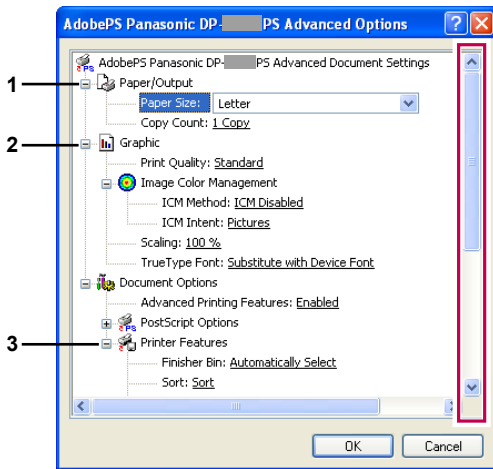 AdobePS Panasonic DP- PS Advanced Options
AdobePS Panasonic DP- PS Advanced Document Settings
1
Paper/Output
Paper Size: Letter
Copy Count: 1 Copy
2
Graphic
Print Quality: Standard
Image Color Management
ICM Method: ICM Disabled
ICM Intent: Pictures
Scaling: 100 %
TrueType Font: Substitute with Device Font
Document Options
Advanced Printing Features: Enabled
PostScript Options
3
Printer Features
Finisher Bin: Automatically Select
Sort: Sort
OK Cancel